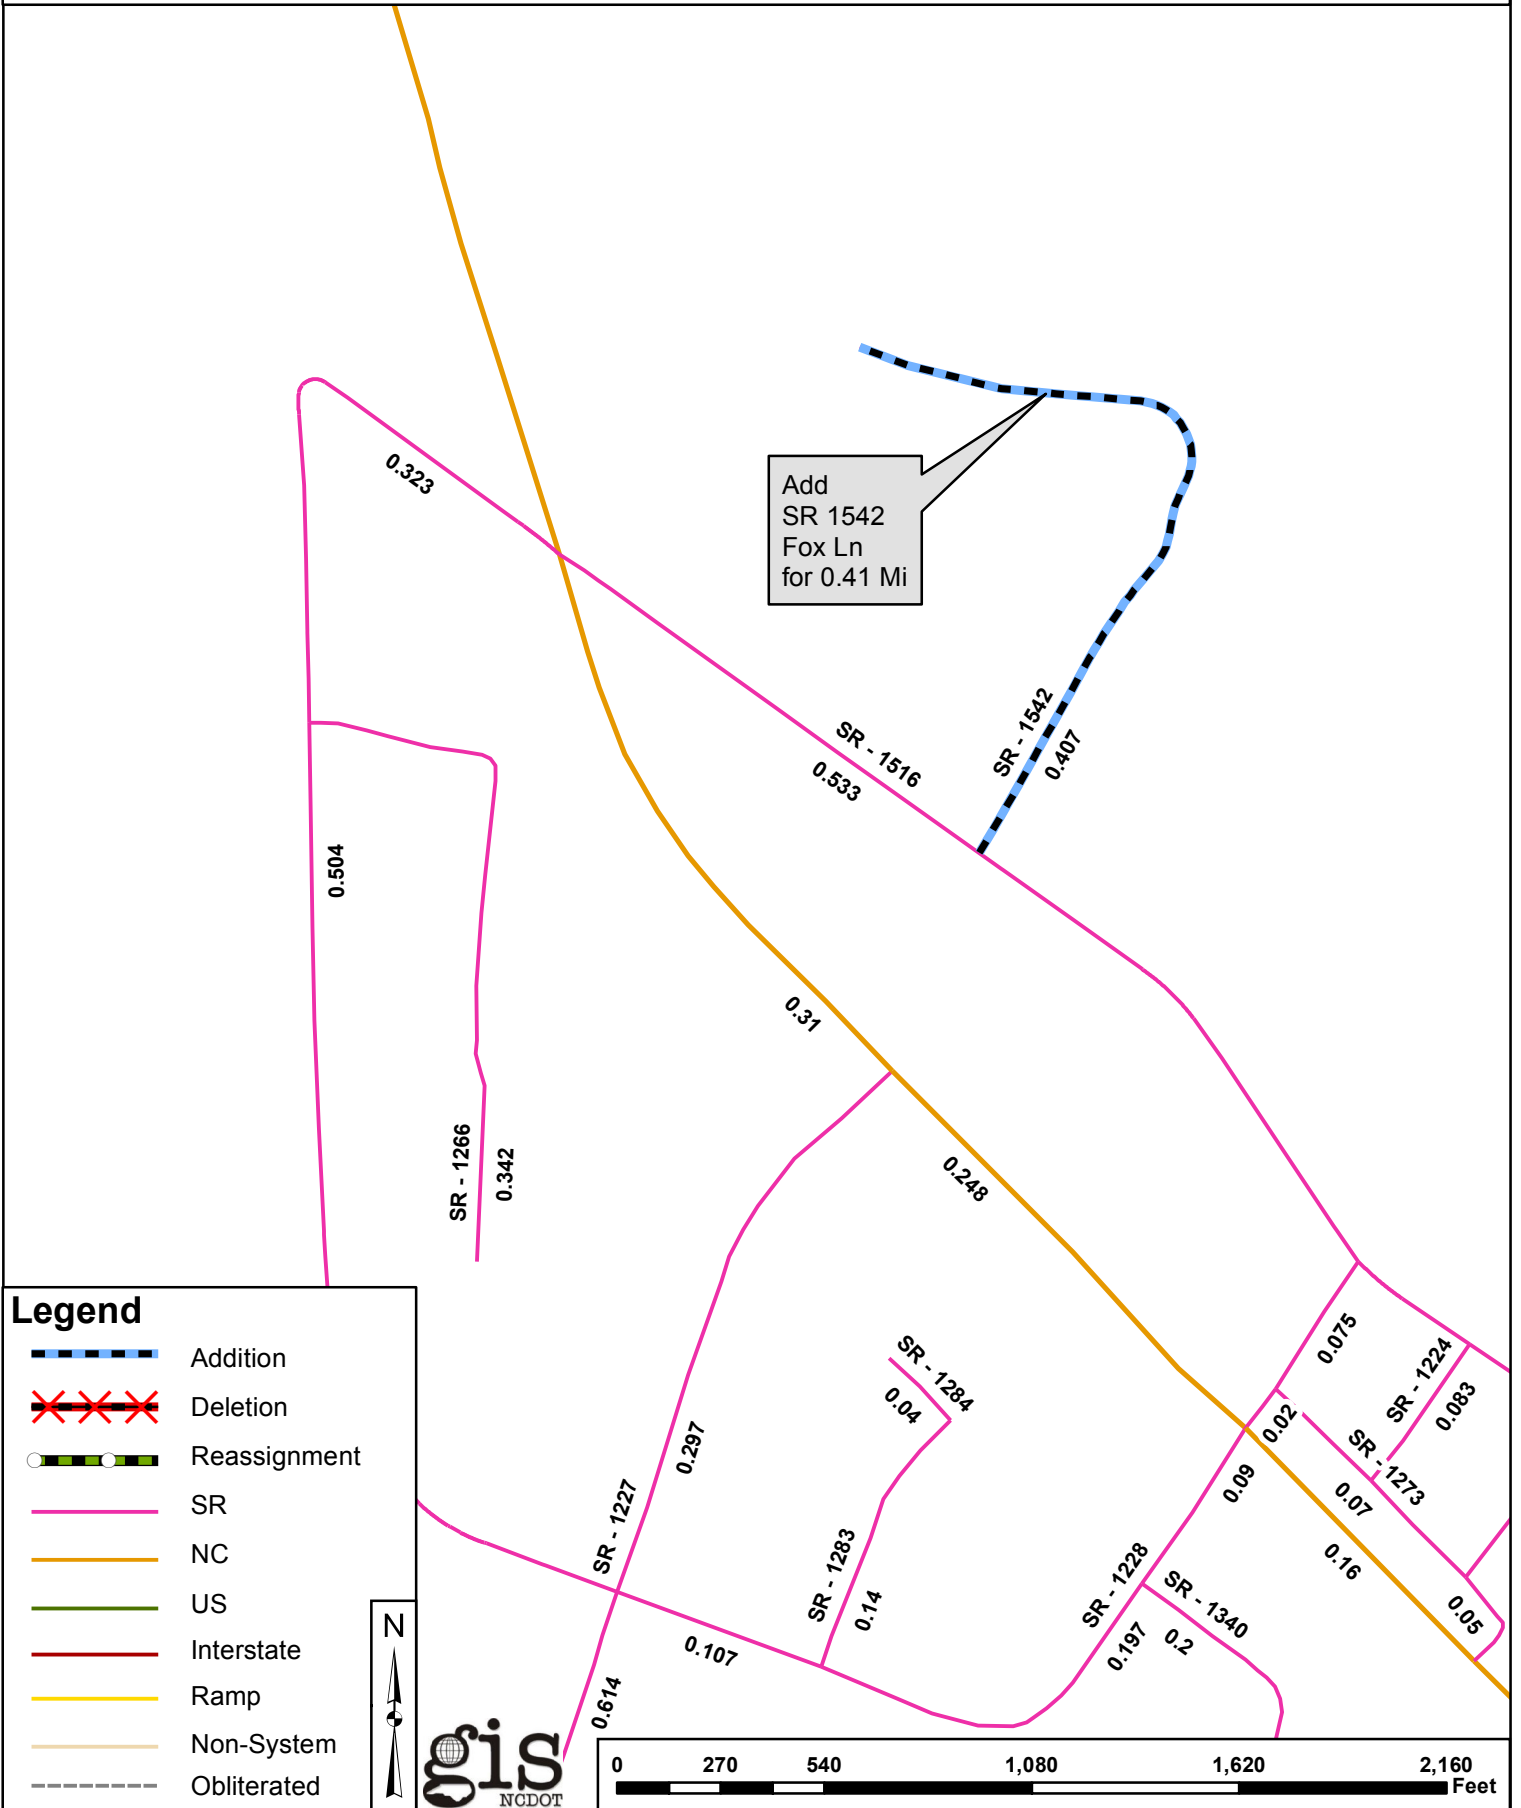 0.323
Add
SR 1542
Fox Ln
for 0.41 Mi
SR - 1542
0.407
SR - 1516
0.533
0.504
0.31
SR - 1266
0.342
0.248
0.075
SR - 1224
0.083
SR - 1284
0.04
0.02
SR - 1273
0.07
0.09
0.16
0.05
0.297
SR - 1227
SR - 1283
0.14
SR - 1228
0.197
SR - 1340
0.2
0.107
0.614
Legend
Addition
Deletion
Reassignment
SR
NC
US
Interstate
Ramp
Non-System
Obliterated
N
gis
NCDOT
0 270 540 1,080 1,620 2,160
Feet